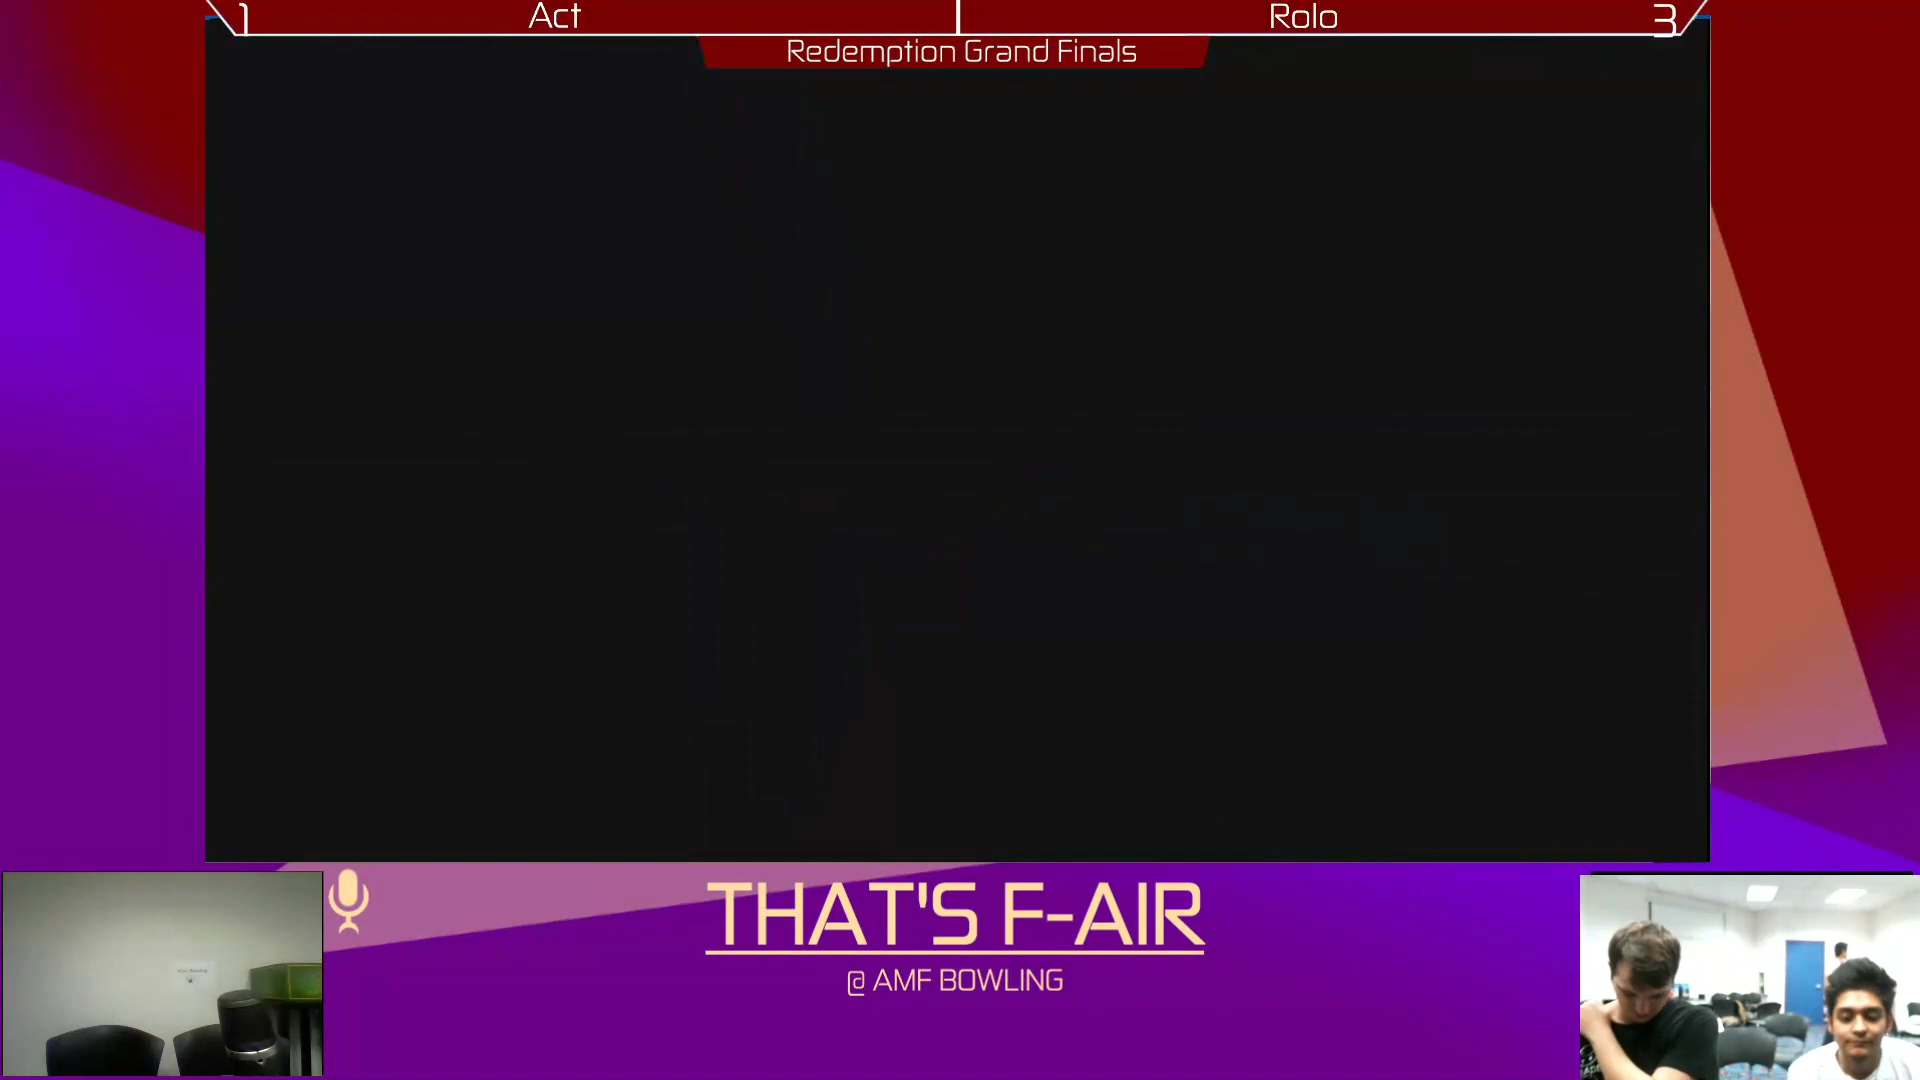 1 Act Rolo 3
Redemption Grand Finals
THAT'S F-AIR
@ AMF BOWLING